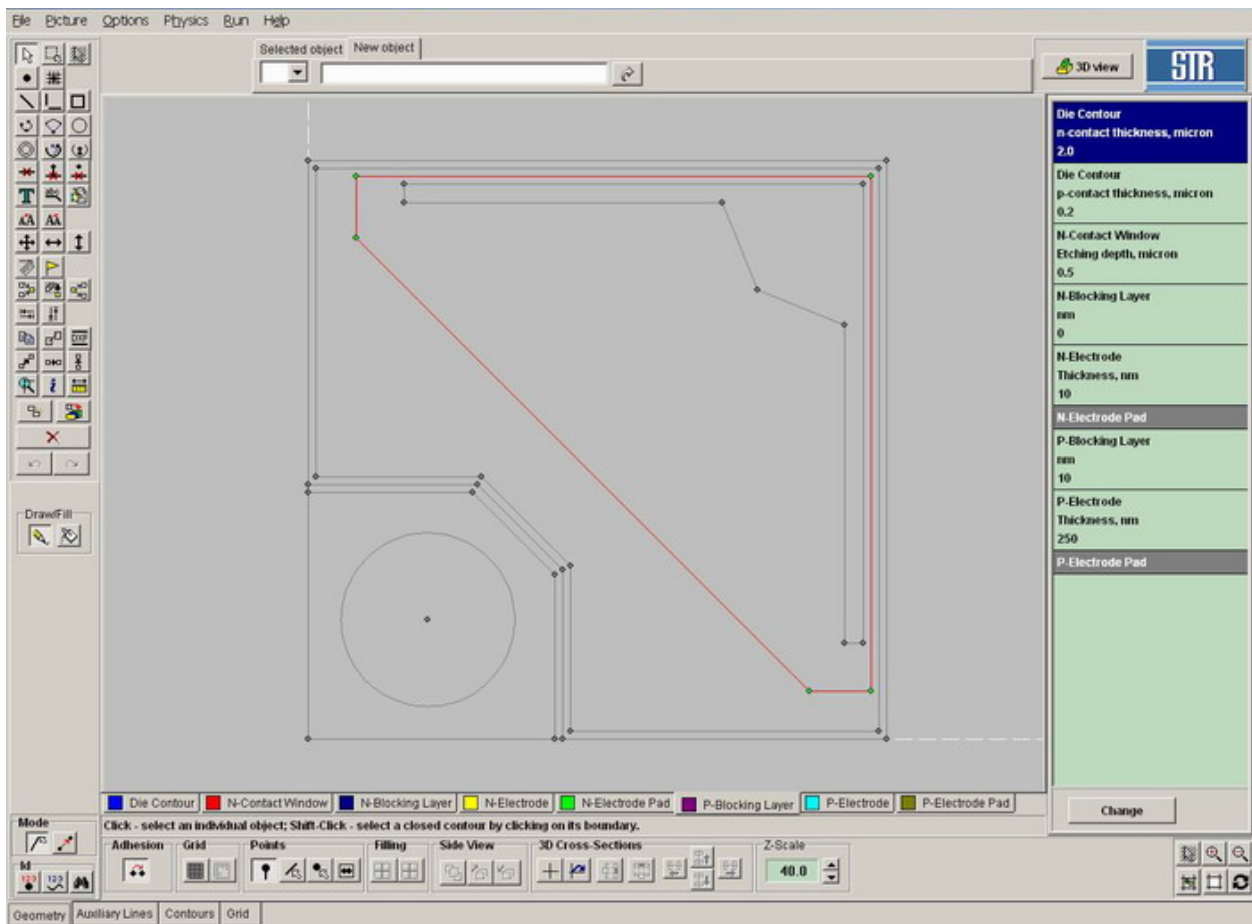 File Picture Options Physics Run Help
Selected object New object
3D view
STR
Die Contour
n-contact thickness, micron
2.0
Die Contour
p-contact thickness, micron
0.2
N-Contact Window
Etching depth, micron
0.5
N-Blocking Layer
nm
0
N-Electrode
Thickness, nm
10
N-Electrode Pad
P-Blocking Layer
nm
10
P-Electrode
Thickness, nm
250
P-Electrode Pad
Draw/Fill
Die Contour N-Contact Window N-Blocking Layer N-Electrode N-Electrode Pad P-Blocking Layer P-Electrode P-Electrode Pad
Change
Mode
Click - select an individual object; Shift-Click - select a closed contour by clicking on its boundary.
Adhesion Grid Points Filling Side View 3D Cross-Sections Z-Scale
40.0
Id
Geometry Auxiliary Lines Contours Grid